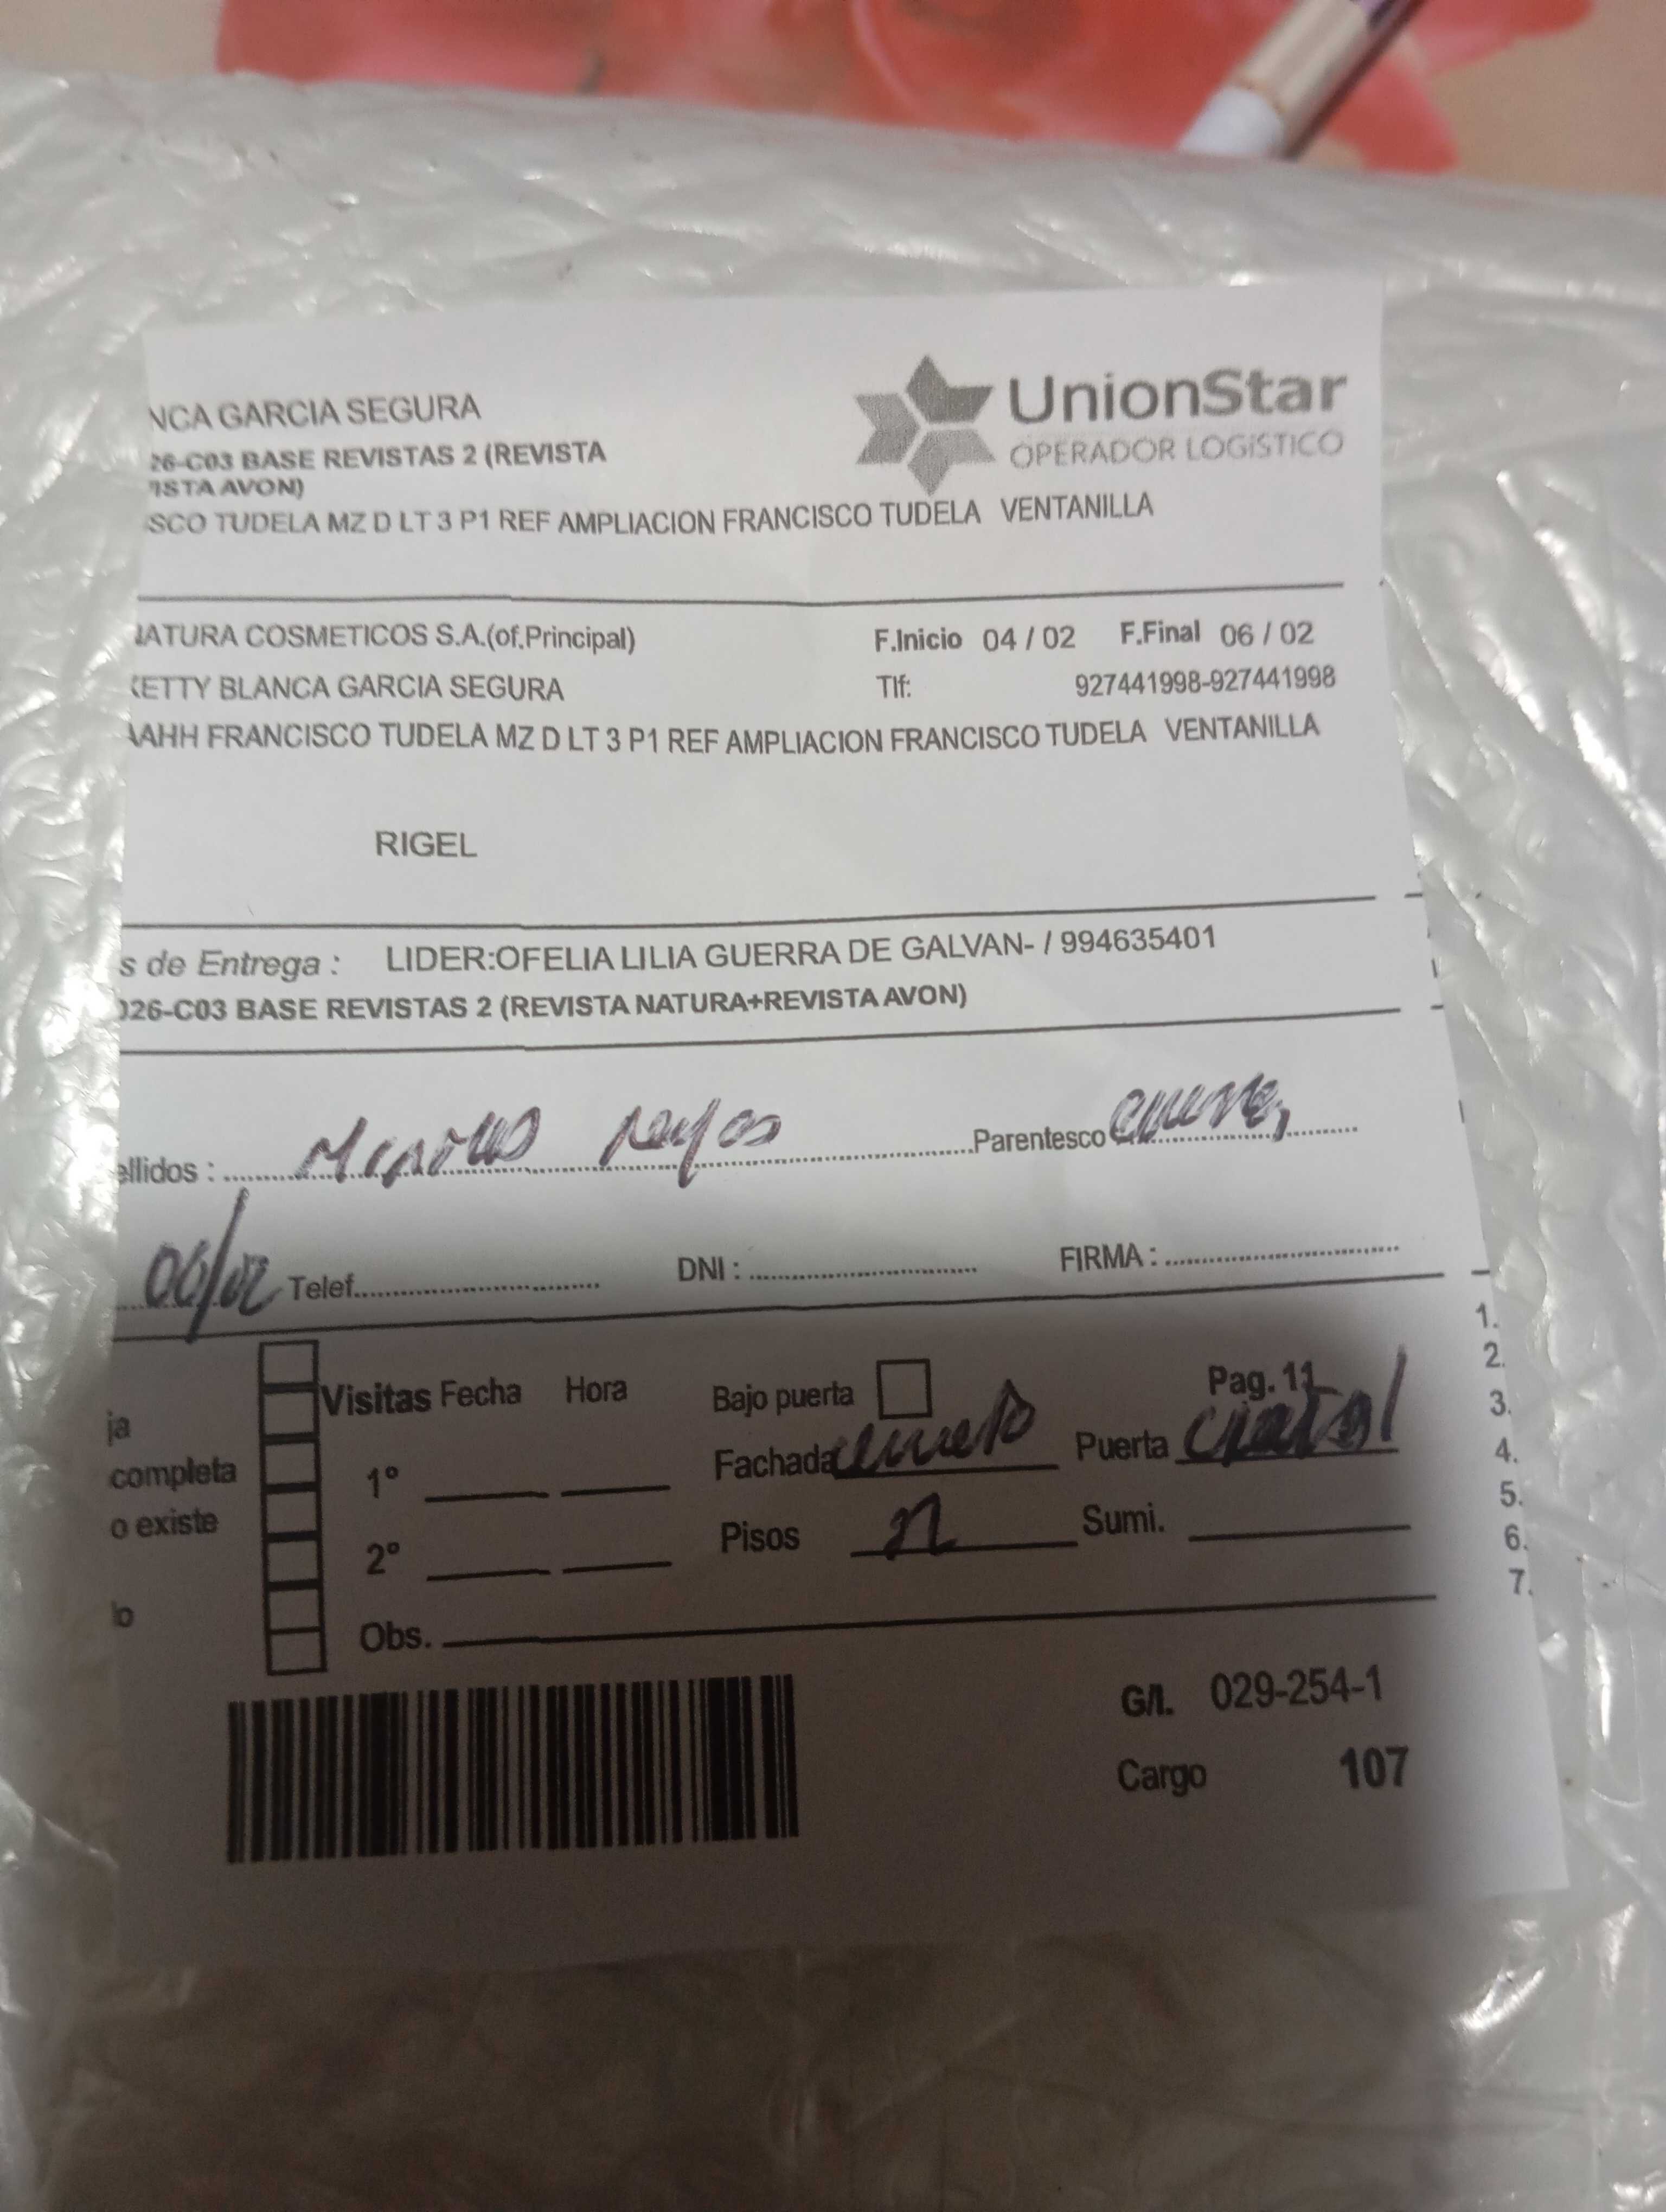 NCA GARCIA SEGURA
UnionStar
OPERADOR LOGÍSTICO
26-C03 BASE REVISTAS 2 (REVISTA
ISTA AVON)
SCO TUDELA MZ D LT 3 P1 REF AMPLIACION FRANCISCO TUDELA VENTANILLA
NATURA COSMETICOS S.A.(of.Principal) F.Inicio 04 / 02 F.Final 06 / 02
KETTY BLANCA GARCIA SEGURA Tlf: 927441998-927441998
AAHH FRANCISCO TUDELA MZ D LT 3 P1 REF AMPLIACION FRANCISCO TUDELA VENTANILLA
RIGEL
s de Entrega : LIDER:OFELIA LILIA GUERRA DE GALVAN- / 994635401
026-C03 BASE REVISTAS 2 (REVISTA NATURA+REVISTA AVON)
ellidos : Reyes Parentesco
06/02 Telef. DNI : FIRMA :
1.
2.
3.
4.
5.
6.
7.
ja
completa
o existe
lo
Visitas Fecha Hora Bajo puerta Pag. 11
1º Fachada Puerta
2º Pisos Sumi.
Obs.
G/I. 029-254-1
Cargo 107